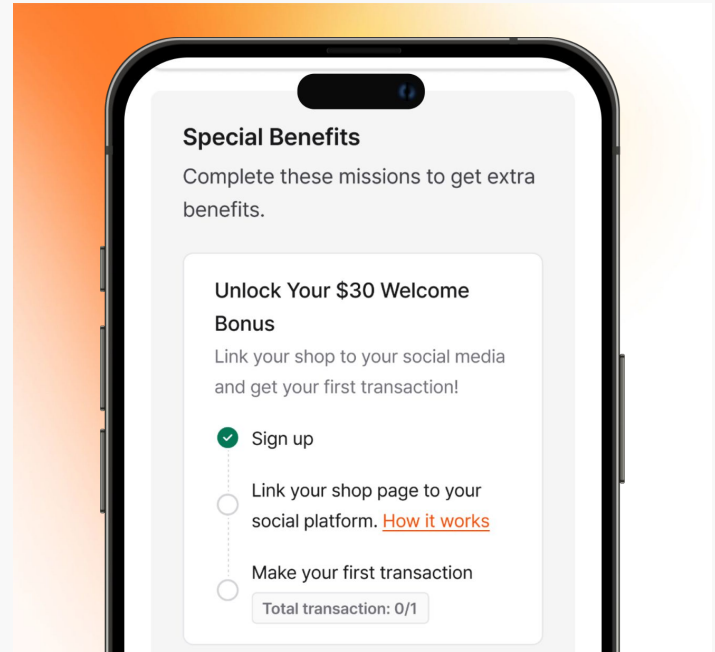 Special Benefits
Complete these missions to get extra
benefits.
Unlock Your $30 Welcome
Bonus
Link your shop to your social media
and get your first transaction!
Sign up
Link your shop page to your
social platform. How it works
Make your first transaction
Total transaction: 0/1